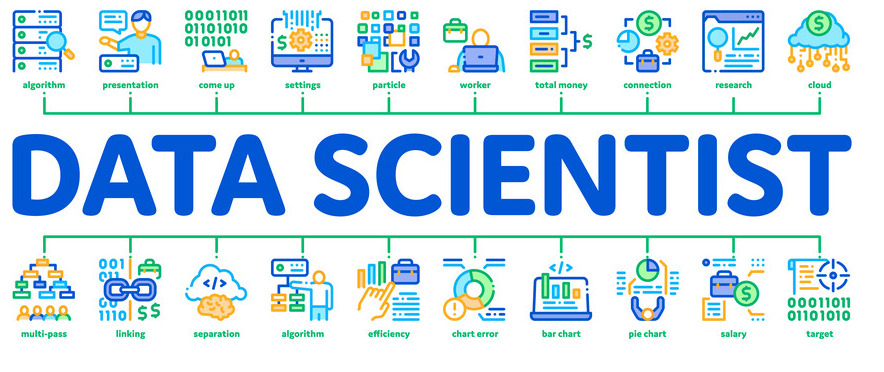 00011011
01101010
010101
$
$
$
$
algorithm
presentation
come up
settings
particle
worker
total money
connection
research
cloud
DATA SCIENTIST
001
</>
</>
1110
$$
$
00011011
01101010
multi-pass
linking
separation
algorithm
efficiency
chart error
bar chart
pie chart
salary
target